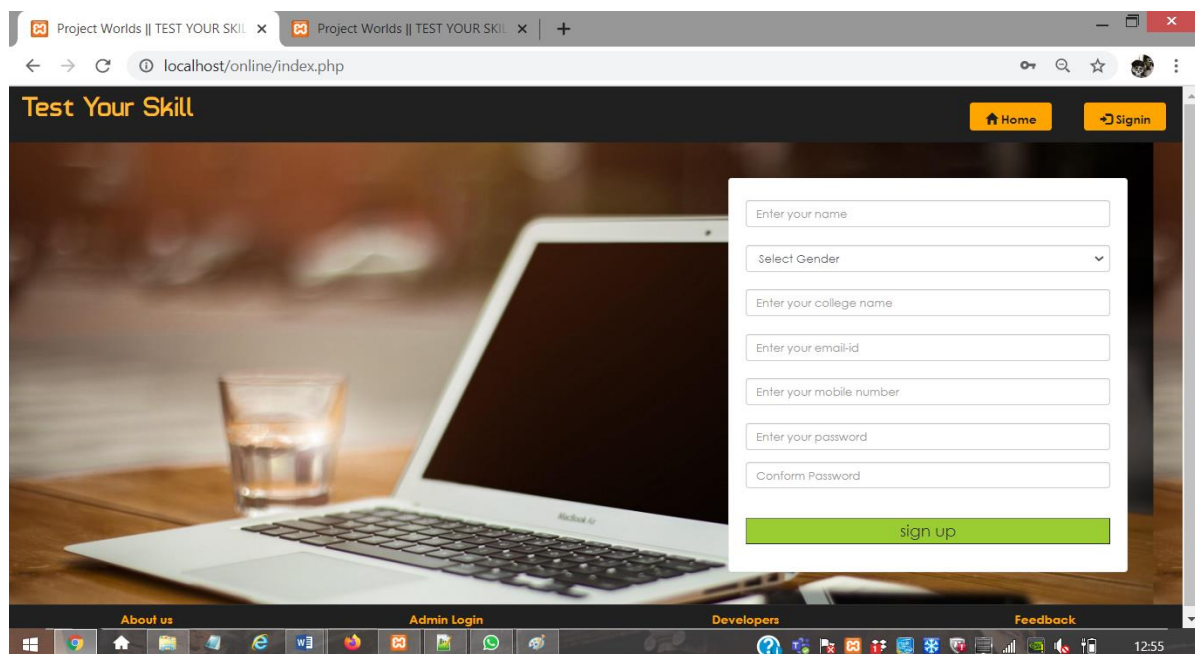 Project Worlds || TEST YOUR SKIL
Project Worlds || TEST YOUR SKIL
localhost/online/index.php
Test Your Skill
Home
Signin
Enter your name
Select Gender
Enter your college name
Enter your email-id
Enter your mobile number
Enter your password
Conform Password
sign up
MacBook Air
About us
Admin Login
Developers
Feedback
12:55